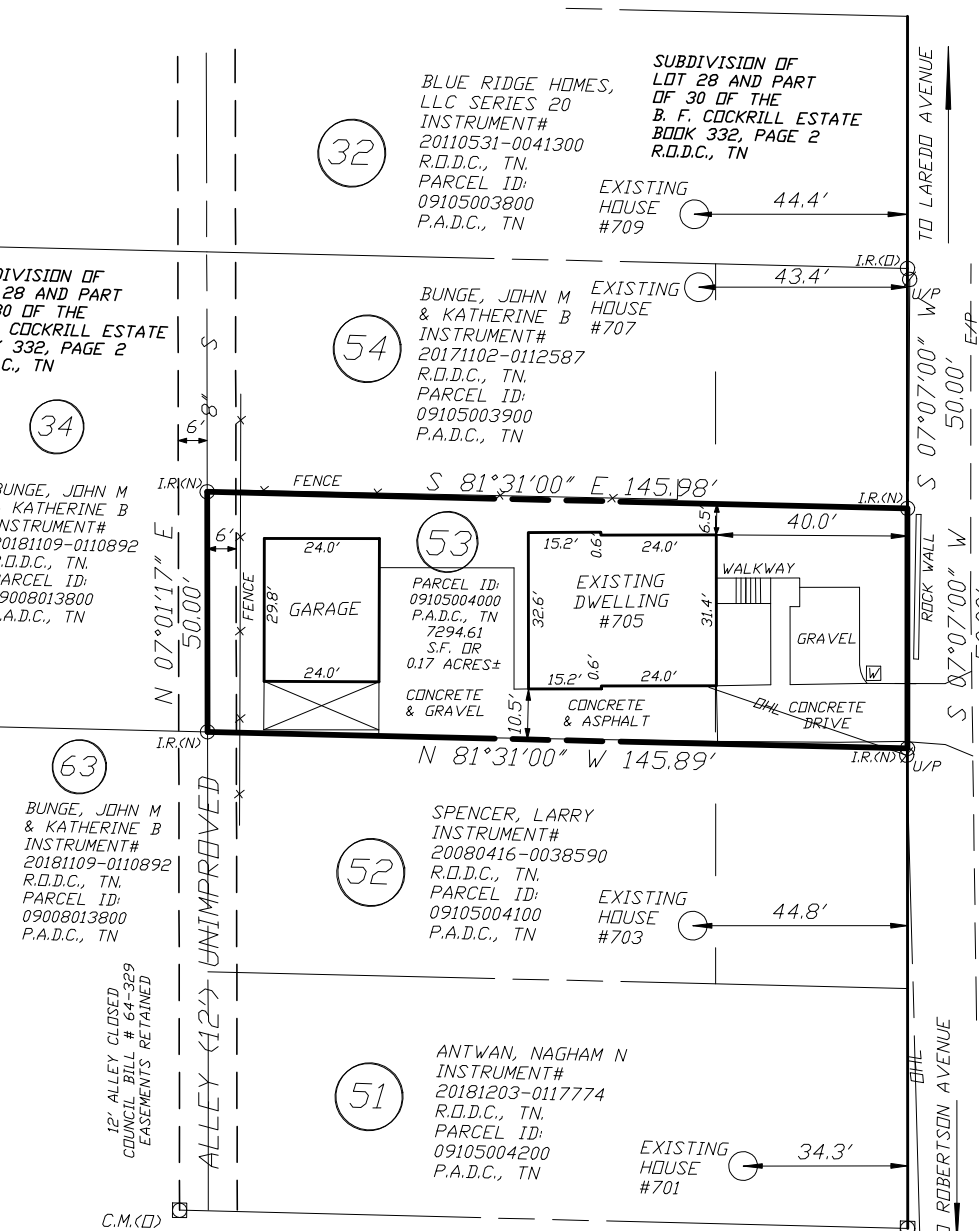 SUBDIVISION OF
LOT 28 AND PART
OF 30 OF THE
B. F. COCKRILL ESTATE
BOOK 332, PAGE 2
R.O.D.C., TN
TO LAREDO AVENUE
32
BLUE RIDGE HOMES,
LLC SERIES 20
INSTRUMENT#
20110531-0041300
R.O.D.C., TN.
PARCEL ID:
09105003800
P.A.D.C., TN
EXISTING
HOUSE
#709
44.4'
I.R.(O)
U/P
43.4'
EXISTING
HOUSE
#707
54
BUNGE, JOHN M
& KATHERINE B
INSTRUMENT#
20171102-0112587
R.O.D.C., TN.
PARCEL ID:
09105003900
P.A.D.C., TN
S 07°07'00" W
50.00'
E/P
DIVISION OF
28 AND PART
30 OF THE
COCKRILL ESTATE
332, PAGE 2
C., TN
34
BUNGE, JOHN M
KATHERINE B
INSTRUMENT#
20181109-0110892
R.O.D.C., TN.
PARCEL ID:
09008013800
P.A.D.C., TN
8" S
6'
6'
I.R.(N)
FENCE
S 81°31'00" E 145.98'
I.R.(N)
N 07°01'17" E
50.00'
FENCE
24.0'
29.8'
GARAGE
24.0'
53
PARCEL ID:
09105004000
P.A.D.C., TN
7294.61
S.F. OR
0.17 ACRES±
CONCRETE
& GRAVEL
15.2'
0.6'
24.0'
6.5'
40.0'
EXISTING
DWELLING
#705
32.6'
31.4'
15.2'
0.6'
24.0'
10.5'
CONCRETE
& ASPHALT
WALKWAY
GRAVEL
W
ROCK WALL
OHL
CONCRETE
DRIVE
S 07°07'00" W
I.R.(N)
N 81°31'00" W 145.89'
I.R.(N)
U/P
63
BUNGE, JOHN M
& KATHERINE B
INSTRUMENT#
20181109-0110892
R.O.D.C., TN.
PARCEL ID:
09008013800
P.A.D.C., TN
ALLEY (12') UNIMPROVED
12' ALLEY CLOSED
COUNCIL BILL # 64-329
EASEMENTS RETAINED
52
SPENCER, LARRY
INSTRUMENT#
20080416-0038590
R.O.D.C., TN.
PARCEL ID:
09105004100
P.A.D.C., TN
EXISTING
HOUSE
#703
44.8'
51
ANTWAN, NAGHAM N
INSTRUMENT#
20181203-0117774
R.O.D.C., TN.
PARCEL ID:
09105004200
P.A.D.C., TN
EXISTING
HOUSE
#701
34.3'
OHL
ROBERTSON AVENUE
C.M.(O)